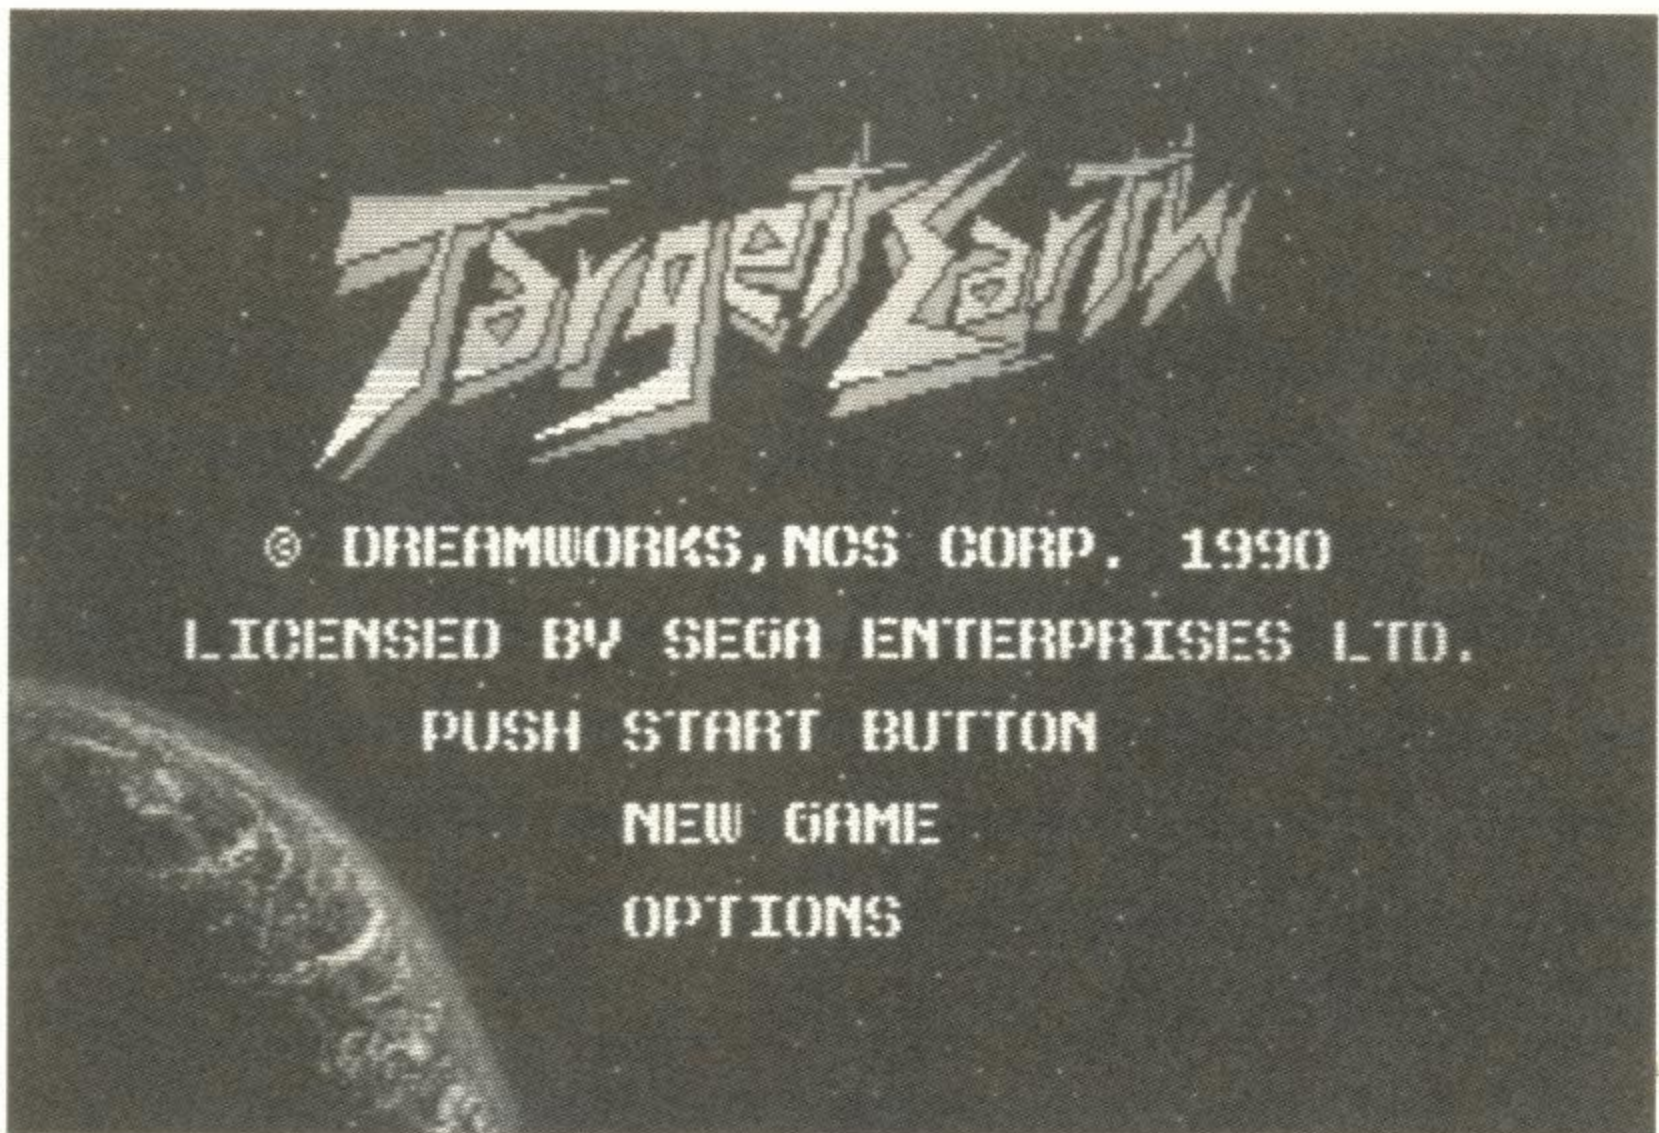 Target Earth
© DREAMWORKS,NCS CORP. 1990
LICENSED BY SEGA ENTERPRISES LTD.
PUSH START BUTTON
NEW GAME
OPTIONS